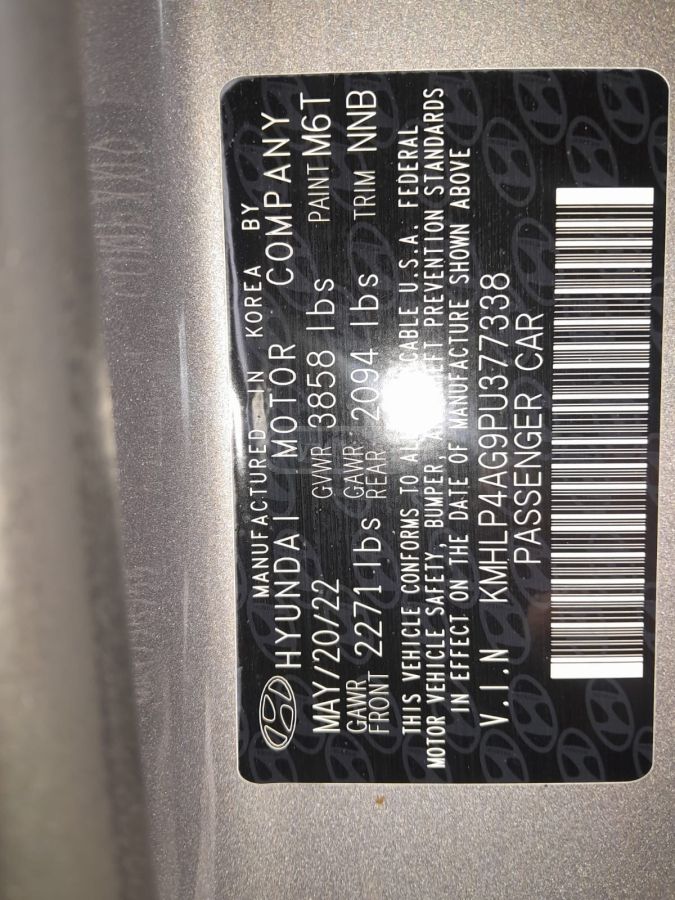 MANUFACTURED IN KOREA BY
HYUNDAI MOTOR COMPANY
MAY/20/22 GVWR 3858 lbs PAINT M6T
GAWR FRONT 2271 lbs GAWR REAR 2094 lbs TRIM NNB
THIS VEHICLE CONFORMS TO U.S.A. FEDERAL
MOTOR VEHICLE SAFETY, BUMPER, PREVENTION STANDARDS
IN EFFECT ON THE DATE OF MANUFACTURE SHOWN ABOVE
V.I.N KMHLP4AG9PU377338
PASSENGER CAR